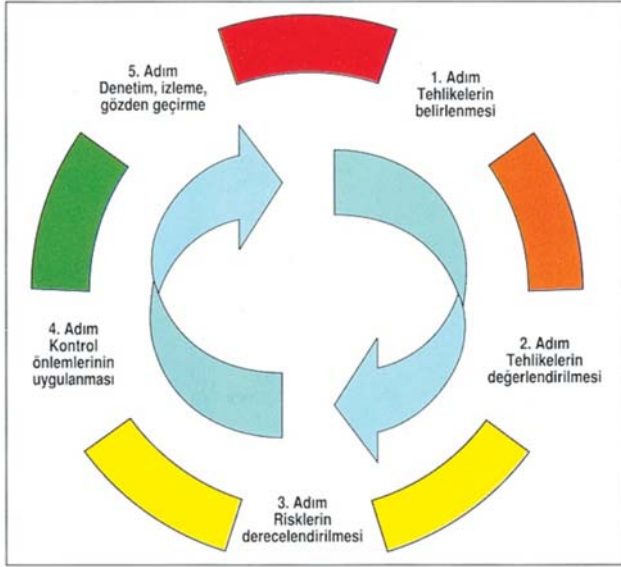 1. Adım
Tehlikelerin
belirlenmesi
2. Adım
Tehlikelerin
değerlendirilmesi
3. Adım
Risklerin
derecelendirilmesi
4. Adım
Kontrol
önlemlerinin
uygulanması
5. Adım
Denetim, izleme,
gözden geçirme